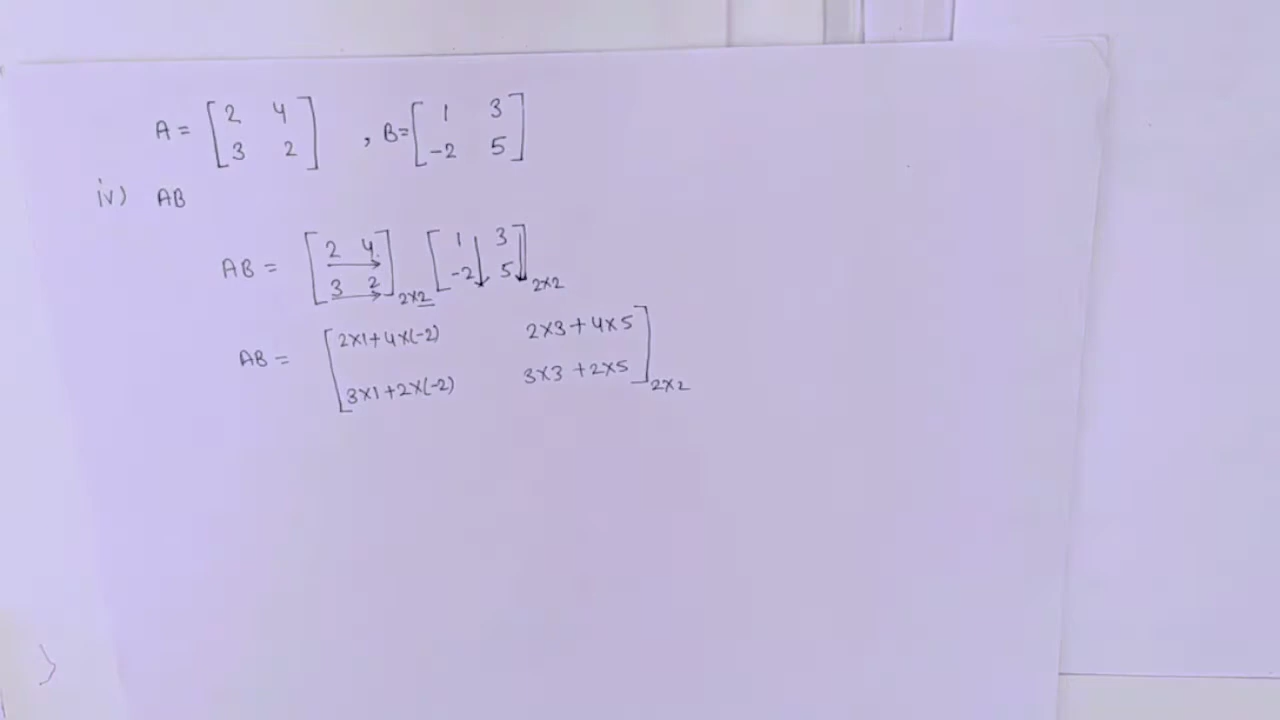 A = [2 4
3 2] , B = [1 3
-2 5]
iv) AB
AB = [2 4
3 2]2×2 [1 3
-2 5]2×2
AB = [2×1+4×(-2) 2×3+4×5
3×1+2×(-2) 3×3+2×5]2×2